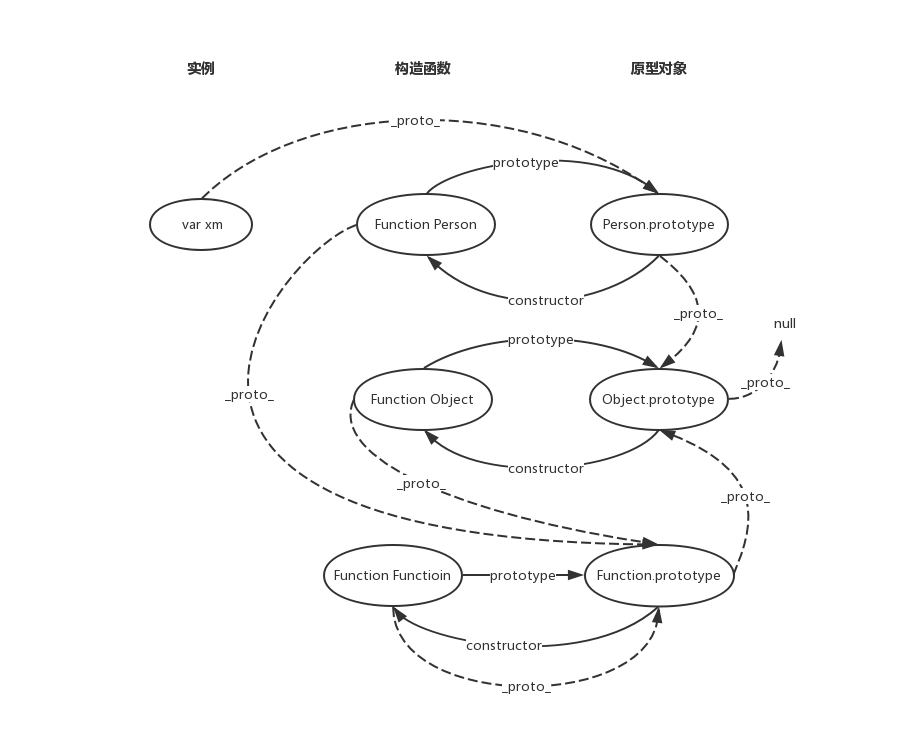 实例 构造函数 原型对象
_proto_
prototype
var xm Function Person Person.prototype
constructor
_proto_
null
prototype
_proto_
_proto_
Function Object Object.prototype
constructor
_proto_
_proto_
Function Functioin prototype Function.prototype
constructor
_proto_